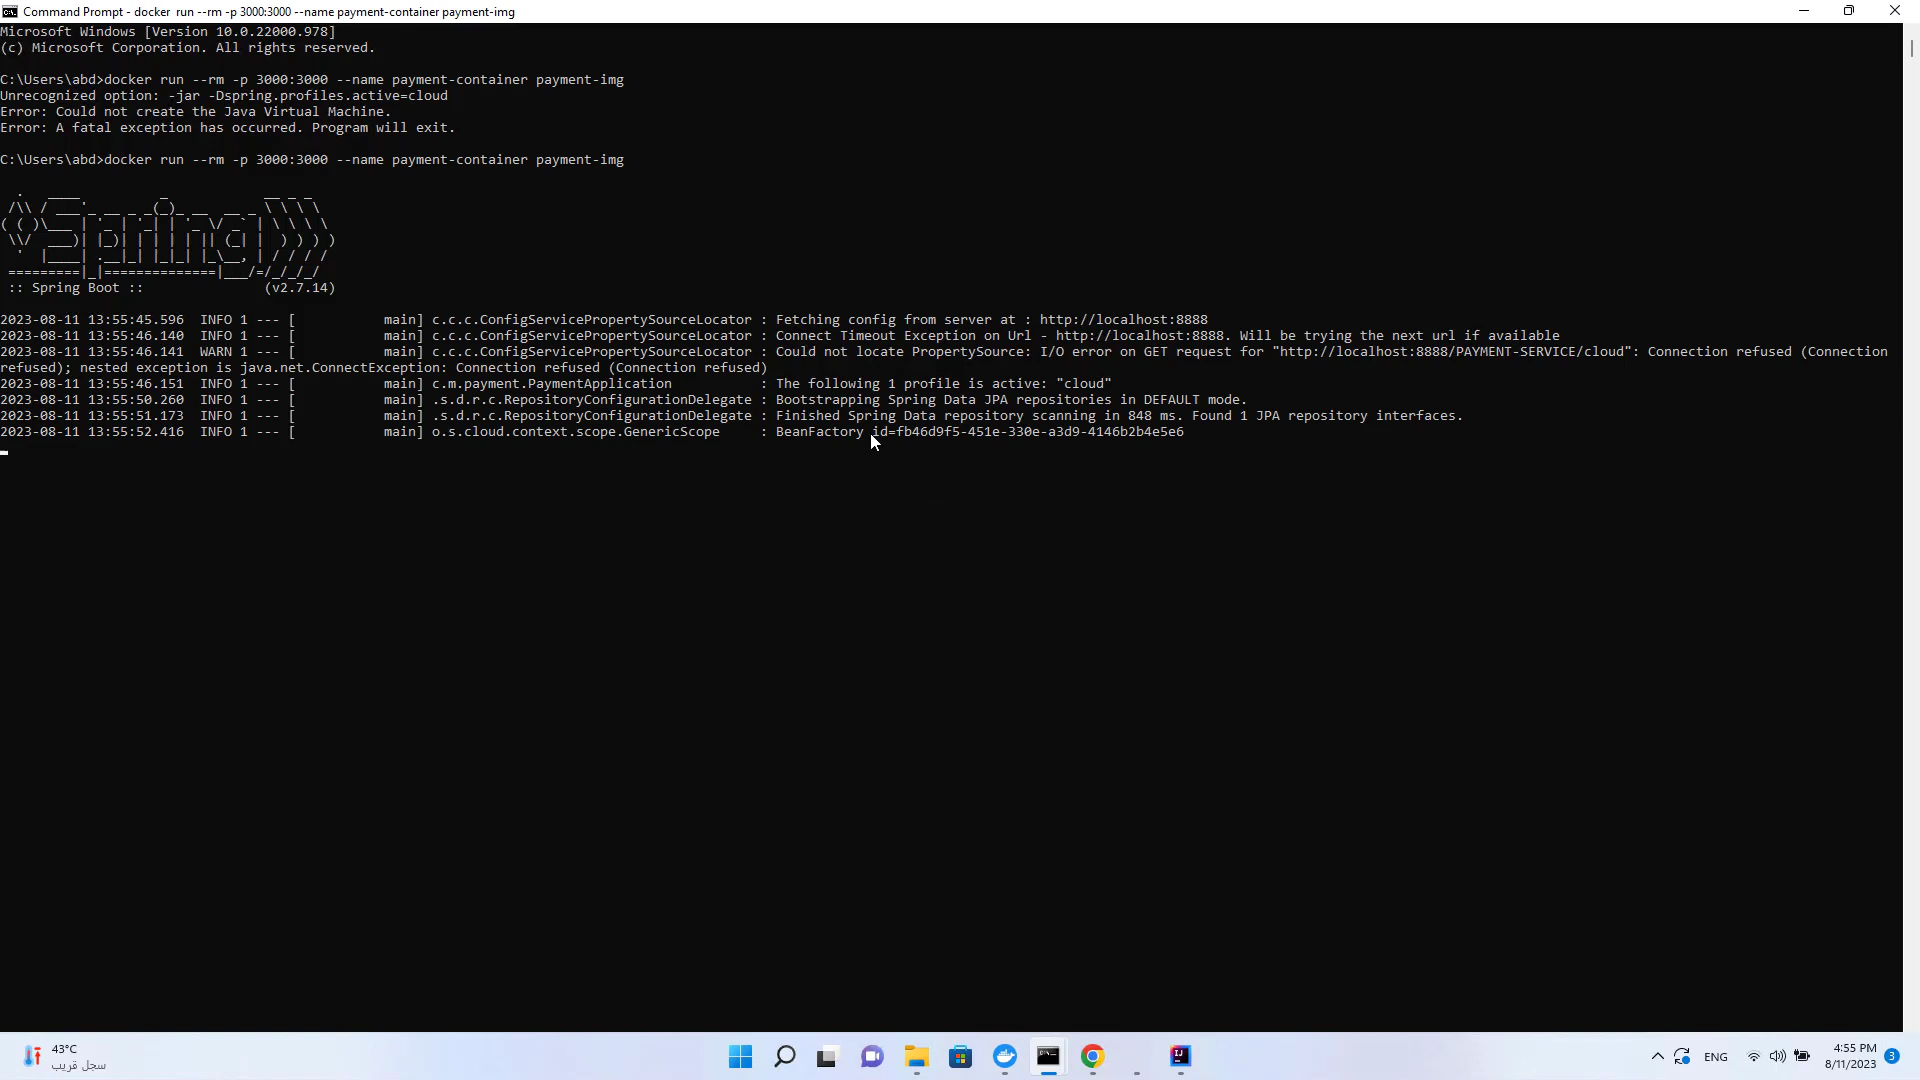 Command Prompt - docker  run --rm -p 3000:3000 --name payment-container payment-img
Microsoft Windows [Version 10.0.22000.978]
(c) Microsoft Corporation. All rights reserved.
C:\Users\abd>docker run --rm -p 3000:3000 --name payment-container payment-img
Unrecognized option: -jar -Dspring.profiles.active=cloud
Error: Could not create the Java Virtual Machine.
Error: A fatal exception has occurred. Program will exit.
C:\Users\abd>docker run --rm -p 3000:3000 --name payment-container payment-img
  .   ____          _            __ _ _
 /\\ / ___'_ __ _ _(_)_ __  __ _ \ \ \ \
( ( )\___ | '_ | '_| | '_ \/ _` | \ \ \ \
 \\/  ___)| |_)| | | | | || (_| |  ) ) ) )
  '  |____| .__|_| |_|_| |_\__, | / / / /
 =========|_|==============|___/=/_/_/_/
 :: Spring Boot ::               (v2.7.14)
2023-08-11 13:55:45.596  INFO 1 --- [           main] c.c.c.ConfigServicePropertySourceLocator : Fetching config from server at : http://localhost:8888
2023-08-11 13:55:46.140  INFO 1 --- [           main] c.c.c.ConfigServicePropertySourceLocator : Connect Timeout Exception on Url - http://localhost:8888. Will be trying the next url if available
2023-08-11 13:55:46.141  WARN 1 --- [           main] c.c.c.ConfigServicePropertySourceLocator : Could not locate PropertySource: I/O error on GET request for "http://localhost:8888/PAYMENT-SERVICE/cloud": Connection refused (Connection
refused); nested exception is java.net.ConnectException: Connection refused (Connection refused)
2023-08-11 13:55:46.151  INFO 1 --- [           main] c.m.payment.PaymentApplication           : The following 1 profile is active: "cloud"
2023-08-11 13:55:50.260  INFO 1 --- [           main] .s.d.r.c.RepositoryConfigurationDelegate : Bootstrapping Spring Data JPA repositories in DEFAULT mode.
2023-08-11 13:55:51.173  INFO 1 --- [           main] .s.d.r.c.RepositoryConfigurationDelegate : Finished Spring Data repository scanning in 848 ms. Found 1 JPA repository interfaces.
2023-08-11 13:55:52.416  INFO 1 --- [           main] o.s.cloud.context.scope.GenericScope     : BeanFactory id=fb46d9f5-451e-330e-a3d9-4146b2b4e5e6
43°C
سجل قريب
ENG
4:55 PM
8/11/2023
3